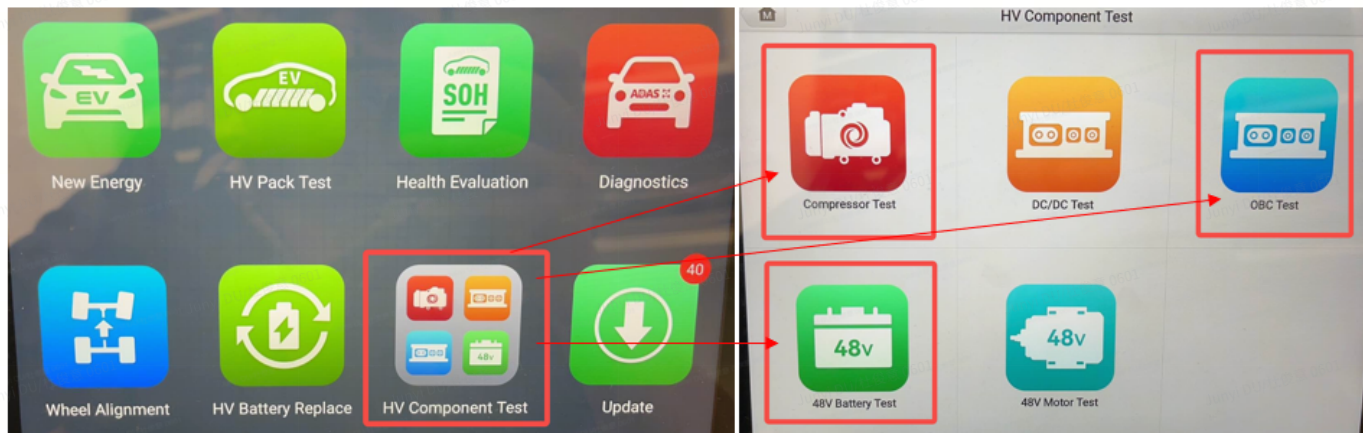 EV
EV
SOH
ADAS
New Energy
HV Pack Test
Health Evaluation
Diagnostics
40
48v
Wheel Alignment
HV Battery Replace
HV Component Test
Update
M
HV Component Test
Compressor Test
DC/DC Test
OBC Test
48v
48v
48V Battery Test
48V Motor Test